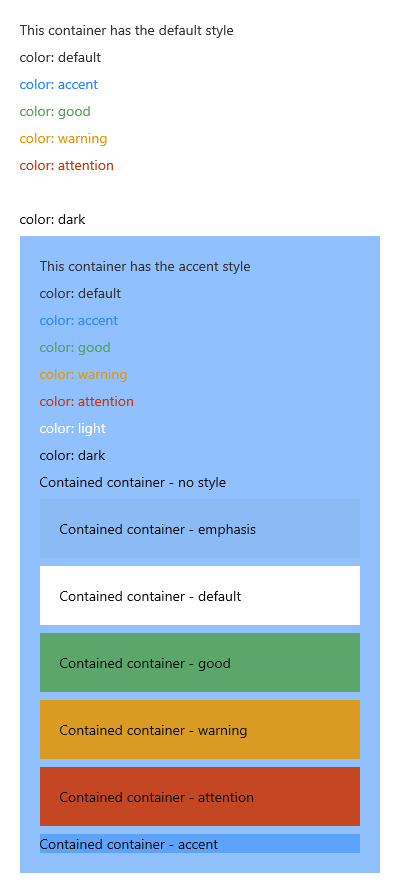 This container has the default style
color: default
color: accent
color: good
color: warning
color: attention
color: dark
This container has the accent style
color: default
color: accent
color: good
color: warning
color: attention
color: light
color: dark
Contained container - no style
Contained container - emphasis
Contained container - default
Contained container - good
Contained container - warning
Contained container - attention
Contained container - accent